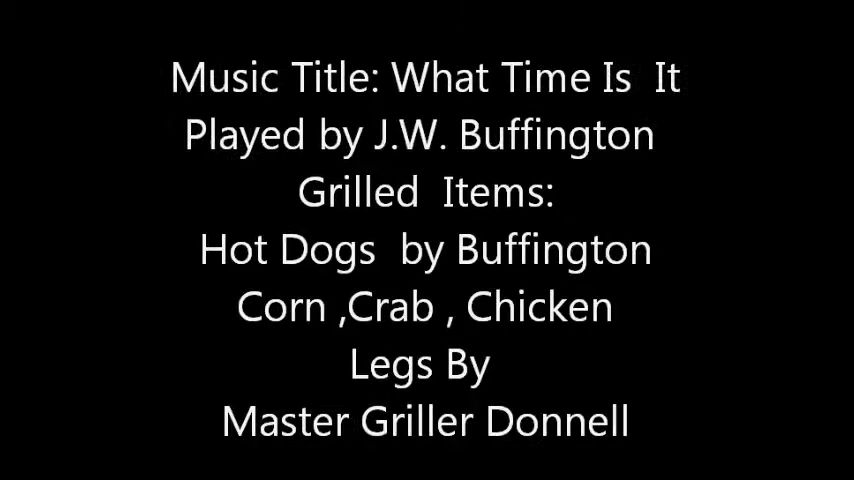 Music Title: What Time Is  It
Played by J.W. Buffington
Grilled  Items:
Hot Dogs  by Buffington
Corn ,Crab , Chicken
Legs By
Master Griller Donnell